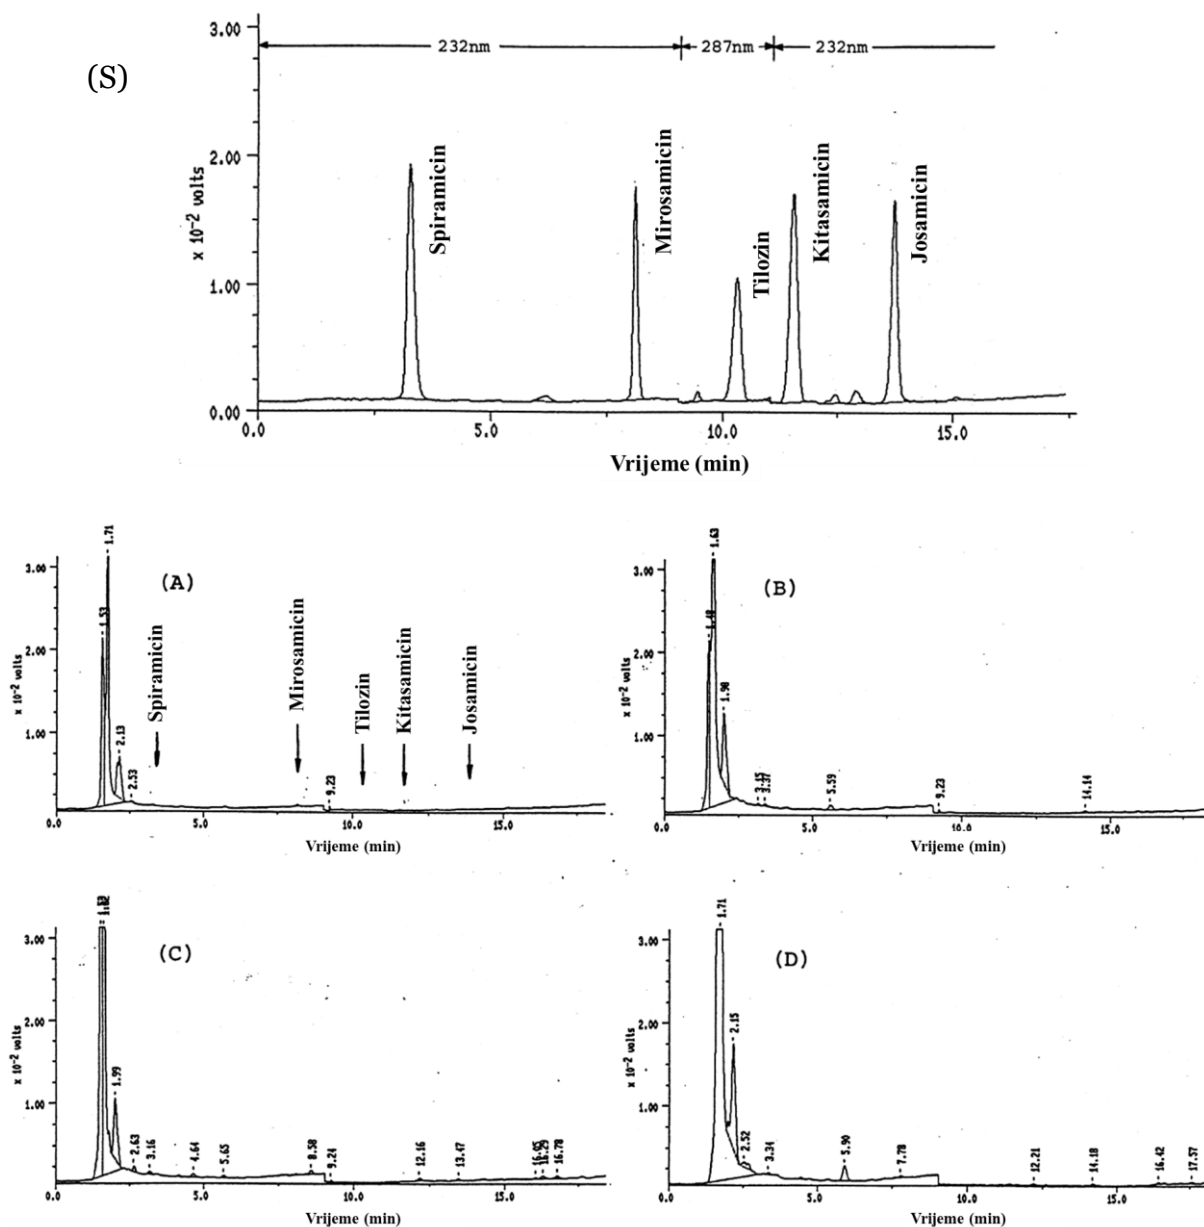 (S)
3.00
232nm
287nm
232nm
2.00
1.00
0.00
x 10⁻² volts
Spiramicin
Mirosamicin
Tilozin
Kitasamicin
Josamicin
0.0
5.0
10.0
15.0
Vrijeme (min)
(A)
3.00
2.00
1.00
x 10⁻² volts
1.53
1.71
2.13
2.53
Spiramicin
Mirosamicin
9.23
Tilozin
Kitasamicin
Josamicin
0.0
5.0
10.0
15.0
Vrijeme (min)
(B)
3.00
2.00
1.00
x 10⁻² volts
1.63
1.98
3.15
3.37
5.59
9.23
14.14
0.0
5.0
10.0
15.0
Vrijeme (min)
(C)
3.00
2.00
1.00
x 10⁻² volts
1.99
2.63
3.16
4.64
5.65
8.58
9.24
12.16
13.47
16.29
16.78
0.0
5.0
10.0
15.0
Vrijeme (min)
(D)
3.00
2.00
1.00
x 10⁻² volts
1.71
2.15
2.52
3.34
5.90
7.78
12.21
14.18
16.42
17.57
0.0
5.0
10.0
15.0
Vrijeme (min)